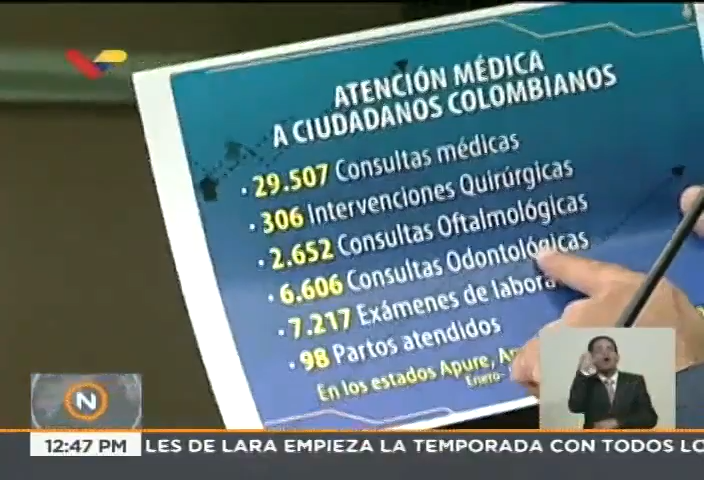 ATENCIÓN MÉDICA
A CIUDADANOS COLOMBIANOS
· 29.507 Consultas médicas
· 306 Intervenciones Quirúrgicas
· 2.652 Consultas Oftalmológicas
· 6.606 Consultas Odontológicas
· 7.217 Exámenes de labora
· 98 Partos atendidos
En los estados Apure,
Enero-
N
12:47 PM
LES DE LARA EMPIEZA LA TEMPORADA CON TODOS LO